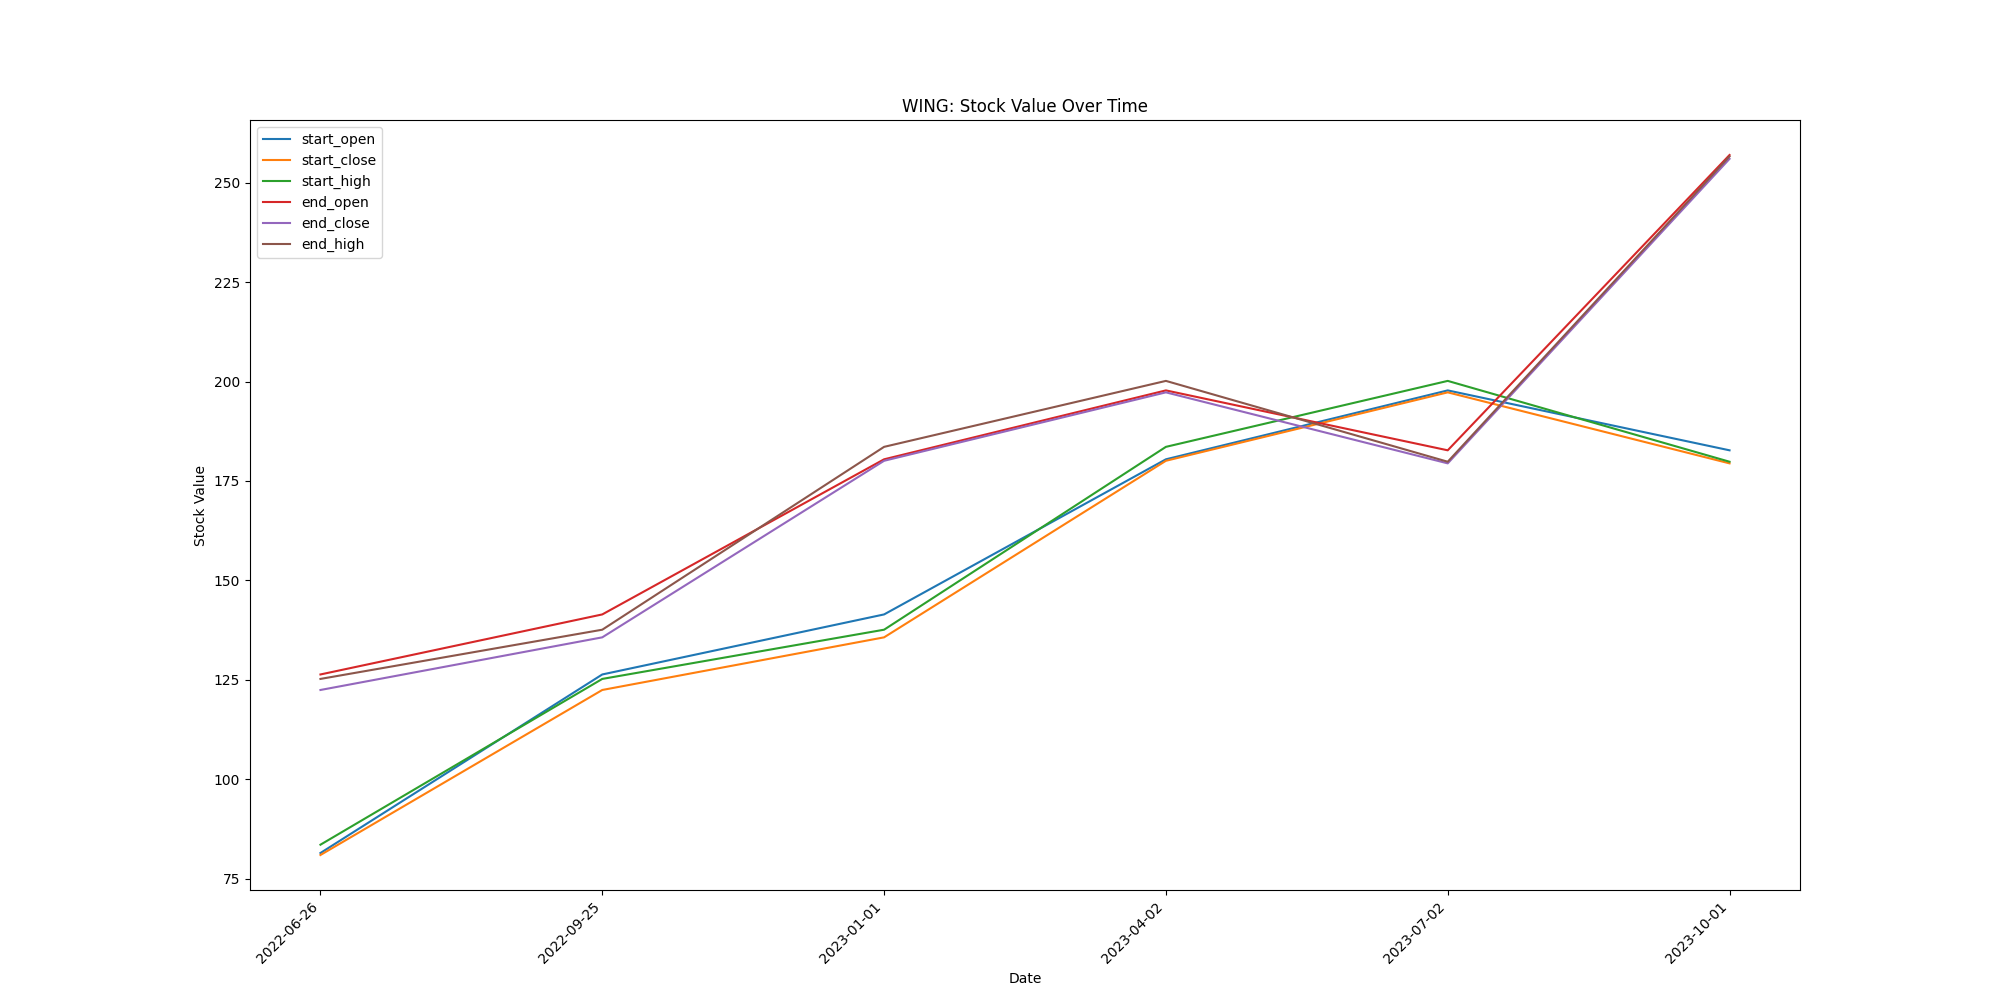 WING: Stock Value Over Time
start_open
start_close
start_high
end_open
end_close
end_high
250
225
200
175
150
125
100
75
Stock Value
2022-06-26
2022-09-25
2023-01-01
2023-04-02
2023-07-02
2023-10-01
Date